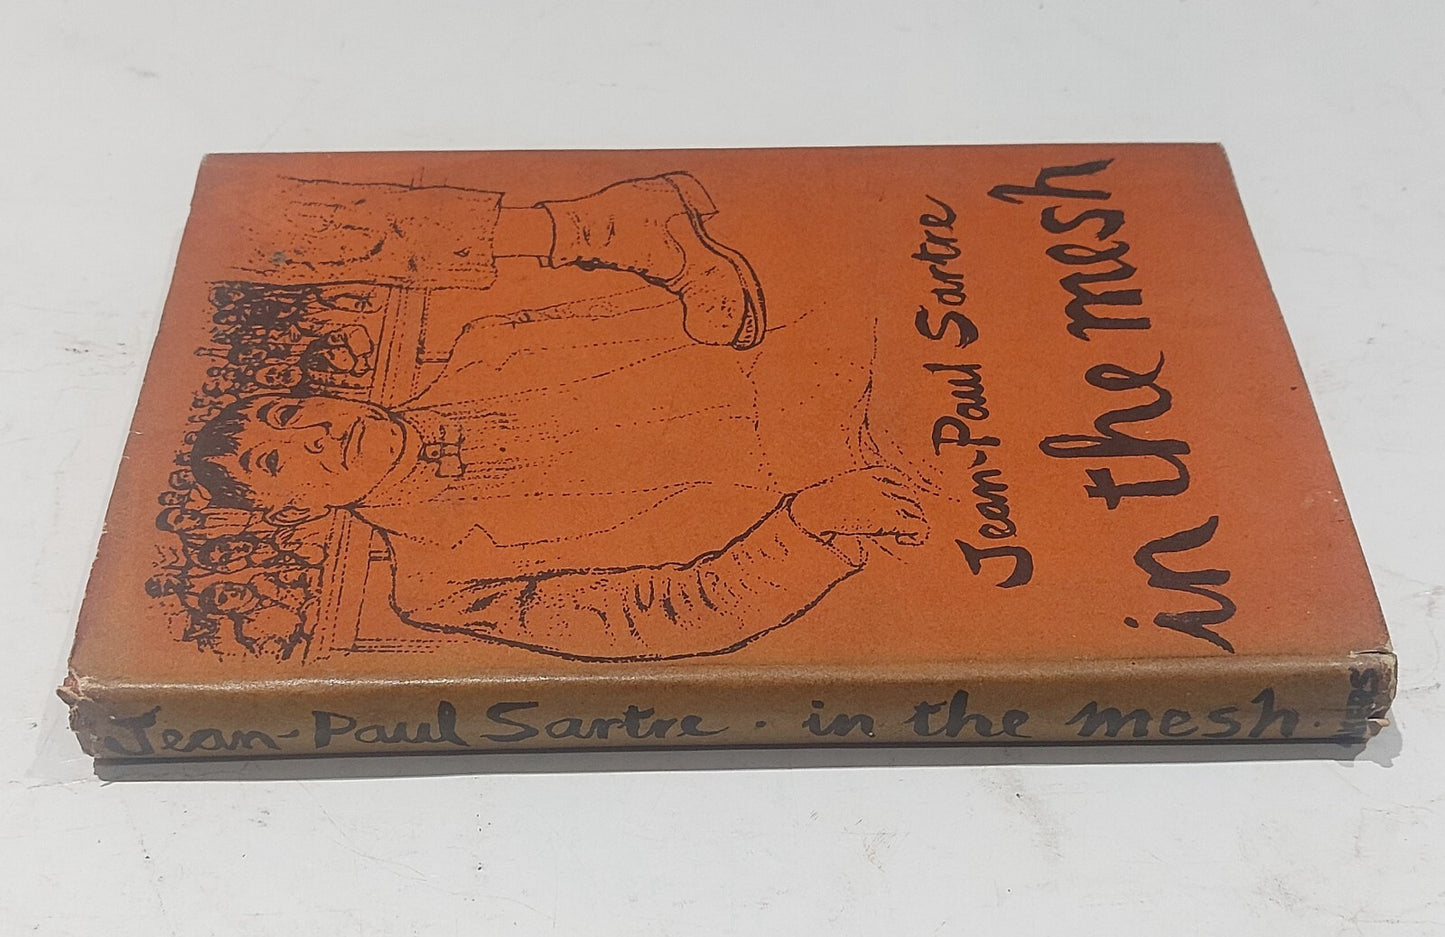 Jean-Paul Sartre
in the mesh
Jean-Paul Sartre . in the mesh .